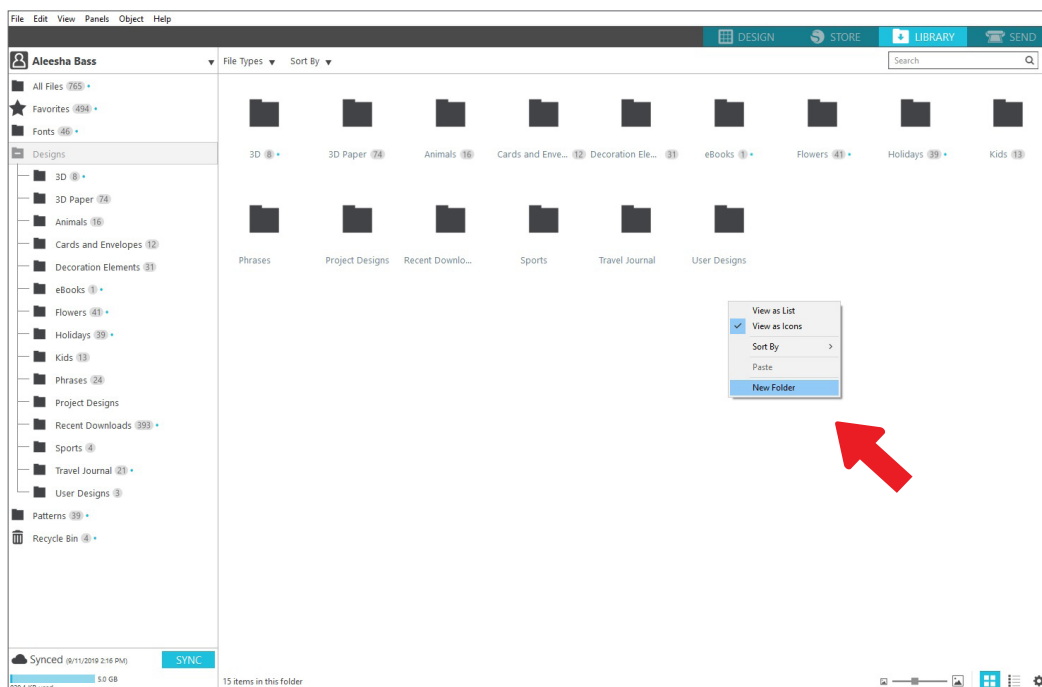 File Edit View Panels Object Help
DESIGN STORE LIBRARY SEND
Aleesha Bass
File Types Sort By Search
All Files 765
Favorites 494
Fonts 46
Designs
3D 8
3D Paper 74
Animals 16
Cards and Envelopes 12
Decoration Elements 31
eBooks 1
Flowers 41
Holidays 39
Kids 13
Phrases 24
Project Designs
Recent Downloads 393
Sports 4
Travel Journal 21
User Designs 3
Patterns 39
Recycle Bin 4
3D 8 3D Paper 74 Animals 16 Cards and Enve... 12 Decoration Ele... 31 eBooks 1 Flowers 41 Holidays 39 Kids 13
Phrases Project Designs Recent Downlo... Sports Travel Journal User Designs
View as List
View as Icons
Sort By
Paste
New Folder
Synced (9/11/2019 2:16 PM) SYNC
5.0 GB
15 items in this folder